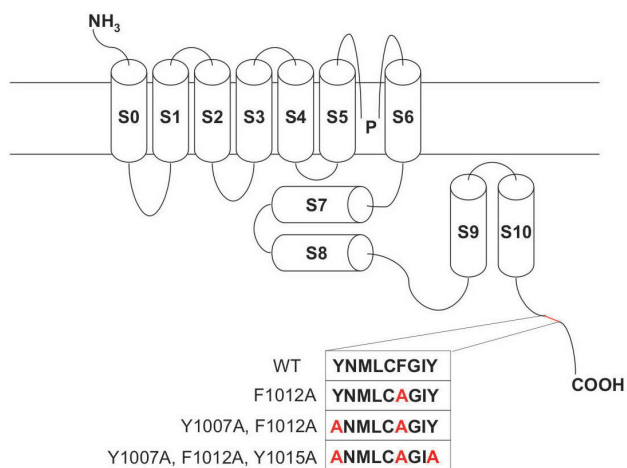 NH3
S0 S1 S2 S3 S4 S5 P S6
S7
S8
S9 S10
COOH
WT YNMLCFGIY
F1012A YNMLCAGIY
Y1007A, F1012A ANMLCAGIY
Y1007A, F1012A, Y1015A ANMLCAGIA